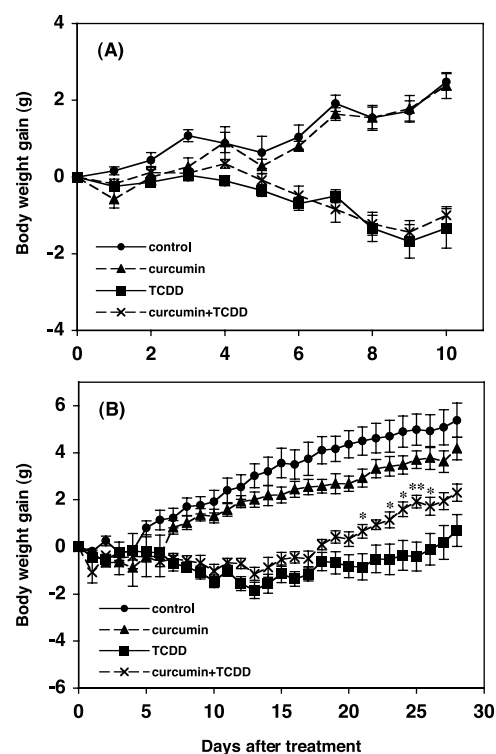 (A)
Body weight gain (g)
4
2
0
-2
-4
control
curcumin
TCDD
curcumin+TCDD
0 2 4 6 8 10
(B)
Body weight gain (g)
6
4
2
0
-2
-4
-6
* * * ** *
control
curcumin
TCDD
curcumin+TCDD
0 5 10 15 20 25 30
Days after treatment